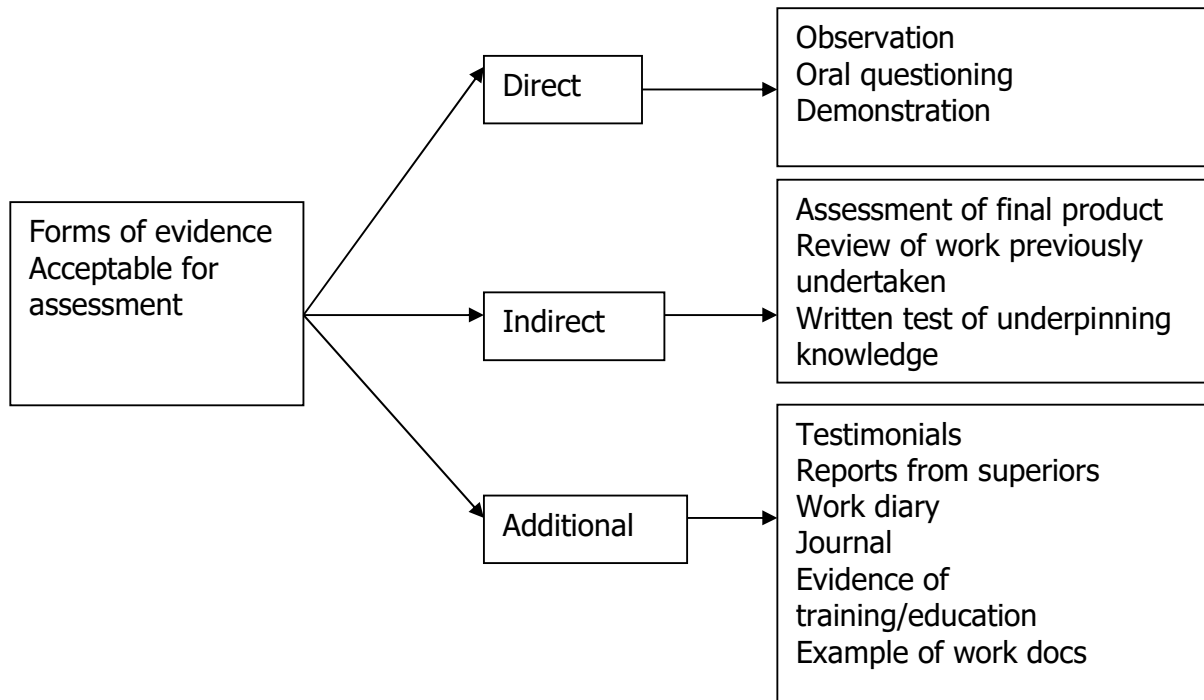 Forms of evidence
Acceptable for
assessment
Direct
Observation
Oral questioning
Demonstration
Indirect
Assessment of final product
Review of work previously
undertaken
Written test of underpinning
knowledge
Additional
Testimonials
Reports from superiors
Work diary
Journal
Evidence of
training/education
Example of work docs